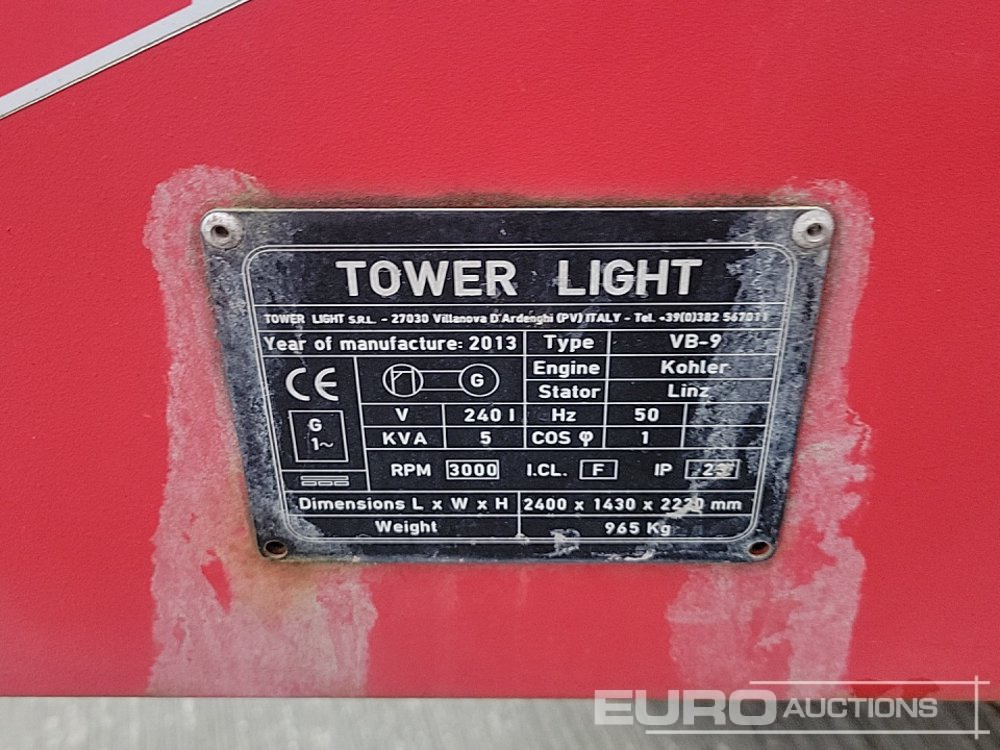 TOWER LIGHT
TOWER LIGHT S.R.L. - 27030 Villanova D'Ardenghi (PV) ITALY - Tel. +39(0)382 567011
Year of manufacture: 2013 Type VB-9
CE G Engine Kohler
Stator Linz
G 1~
V 240 I Hz 50
KVA 5 COS φ 1
RPM 3000 I.CL. F IP 23
Dimensions L x W x H 2400 x 1430 x 2220 mm
Weight 965 Kg
EURO AUCTIONS